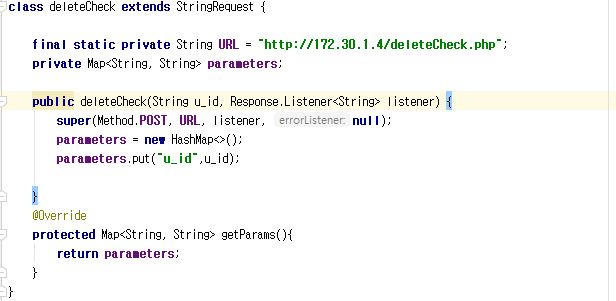 class deleteCheck extends StringRequest {
final static private String URL = "http://172.30.1.4/deleteCheck.php";
private Map<String, String> parameters;
public deleteCheck(String u_id, Response.Listener<String> listener) {
super(Method.POST, URL, listener, errorListener: null);
parameters = new HashMap<>();
parameters.put("u_id",u_id);
}
@Override
protected Map<String, String> getParams(){
return parameters;
}
}